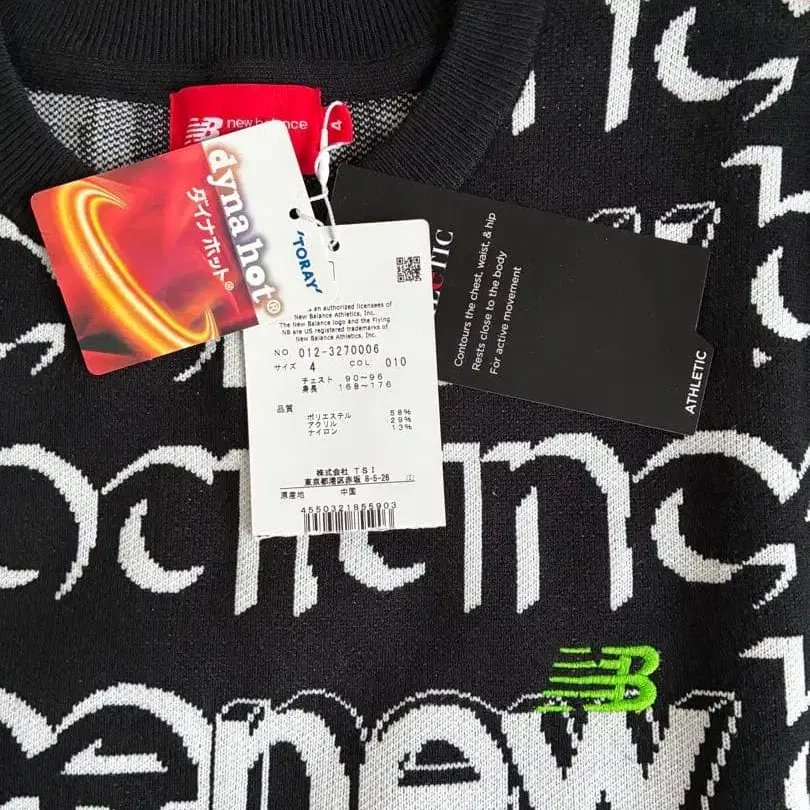 new balance
4
dyna hot®
ダイナホット®
'TORAY'
s an authorized licensees of
New Balance Athletics, Inc.
The New Balance logo and the Flying
NB are US registered trademarks of
New Balance Athletics, Inc.
NO 012-3270006
サイズ 4 COL 010
チェスト 90~96
身長 168~176
品質
ポリエステル 58%
アクリル 29%
ナイロン 13%
株式会社 TSI
東京都港区赤坂 8-5-26 (2)
原産地 中国
4550321855903
CTIC
Contours the chest, waist, & hip
Rests close to the body
For active movement
ATHLETIC
NB
new